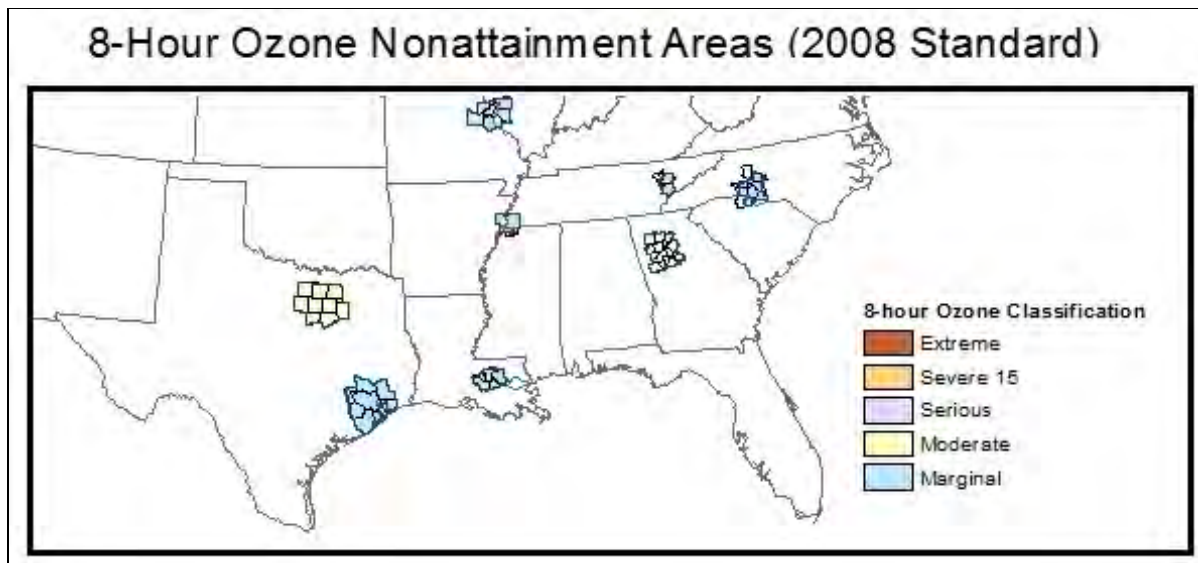 8-Hour Ozone Nonattainment Areas (2008 Standard)
8-hour Ozone Classification
Extreme
Severe 15
Serious
Moderate
Marginal